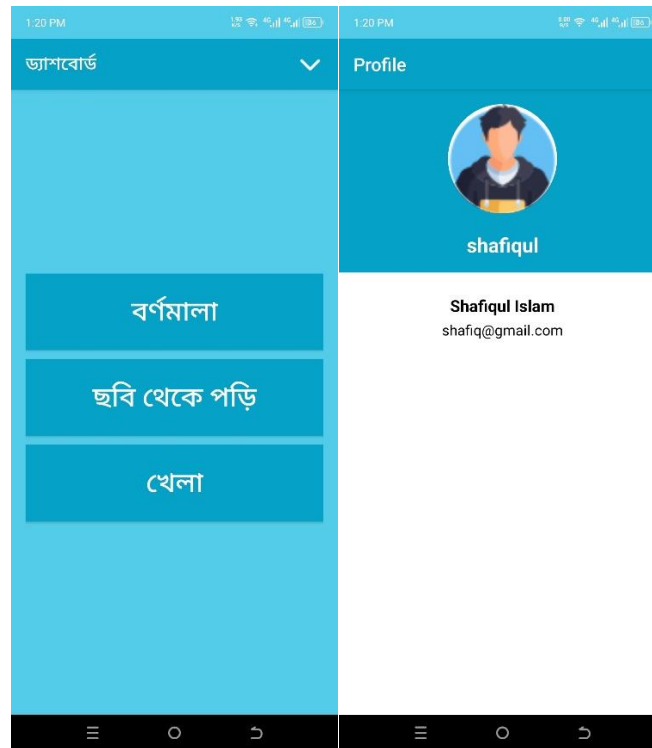 1:20 PM
ড্যাশবোর্ড
বর্ণমালা
ছবি থেকে পড়ি
খেলা
1:20 PM
Profile
shafiqul
Shafiqul Islam
shafiq@gmail.com